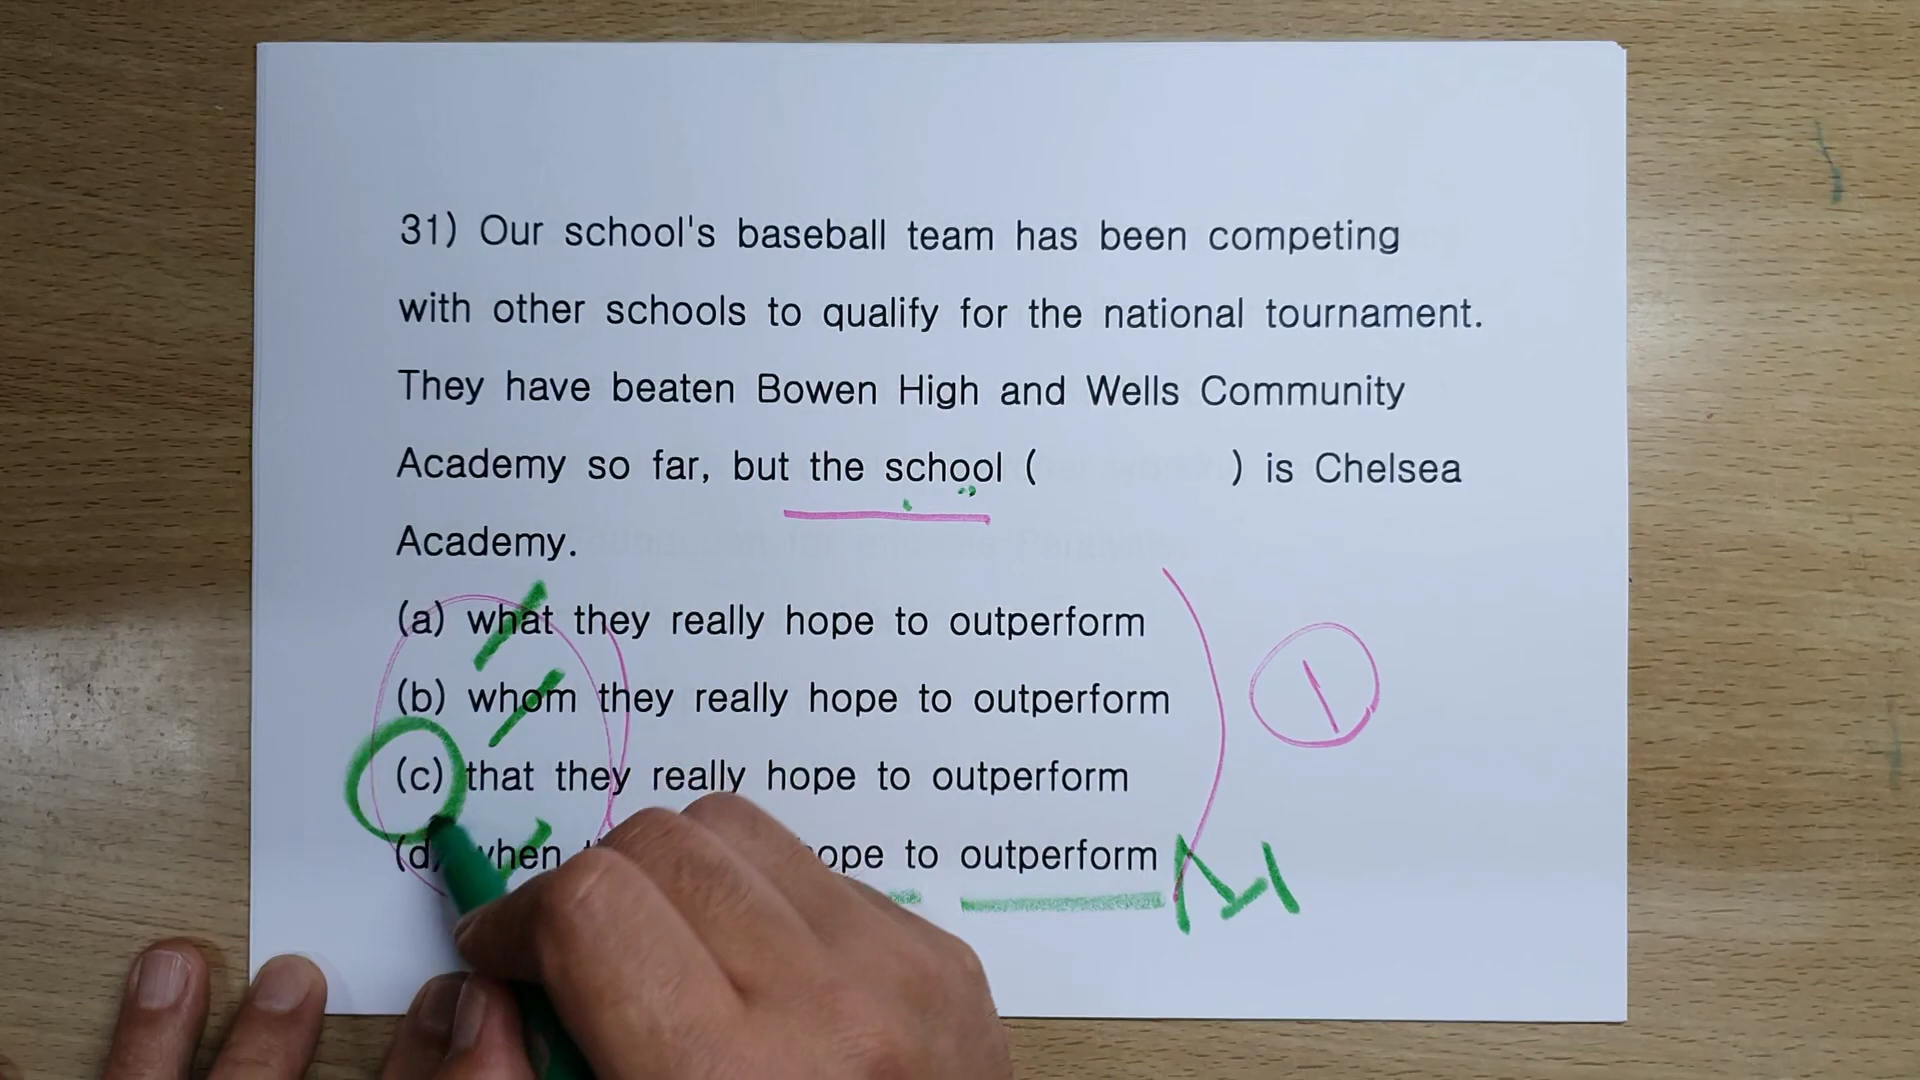 31) Our school's baseball team has been competing
with other schools to qualify for the national tournament.
They have beaten Bowen High and Wells Community
Academy so far, but the school ( ) is Chelsea
Academy.
(a) what they really hope to outperform
(b) whom they really hope to outperform
(c) that they really hope to outperform
(d) when hope to outperform